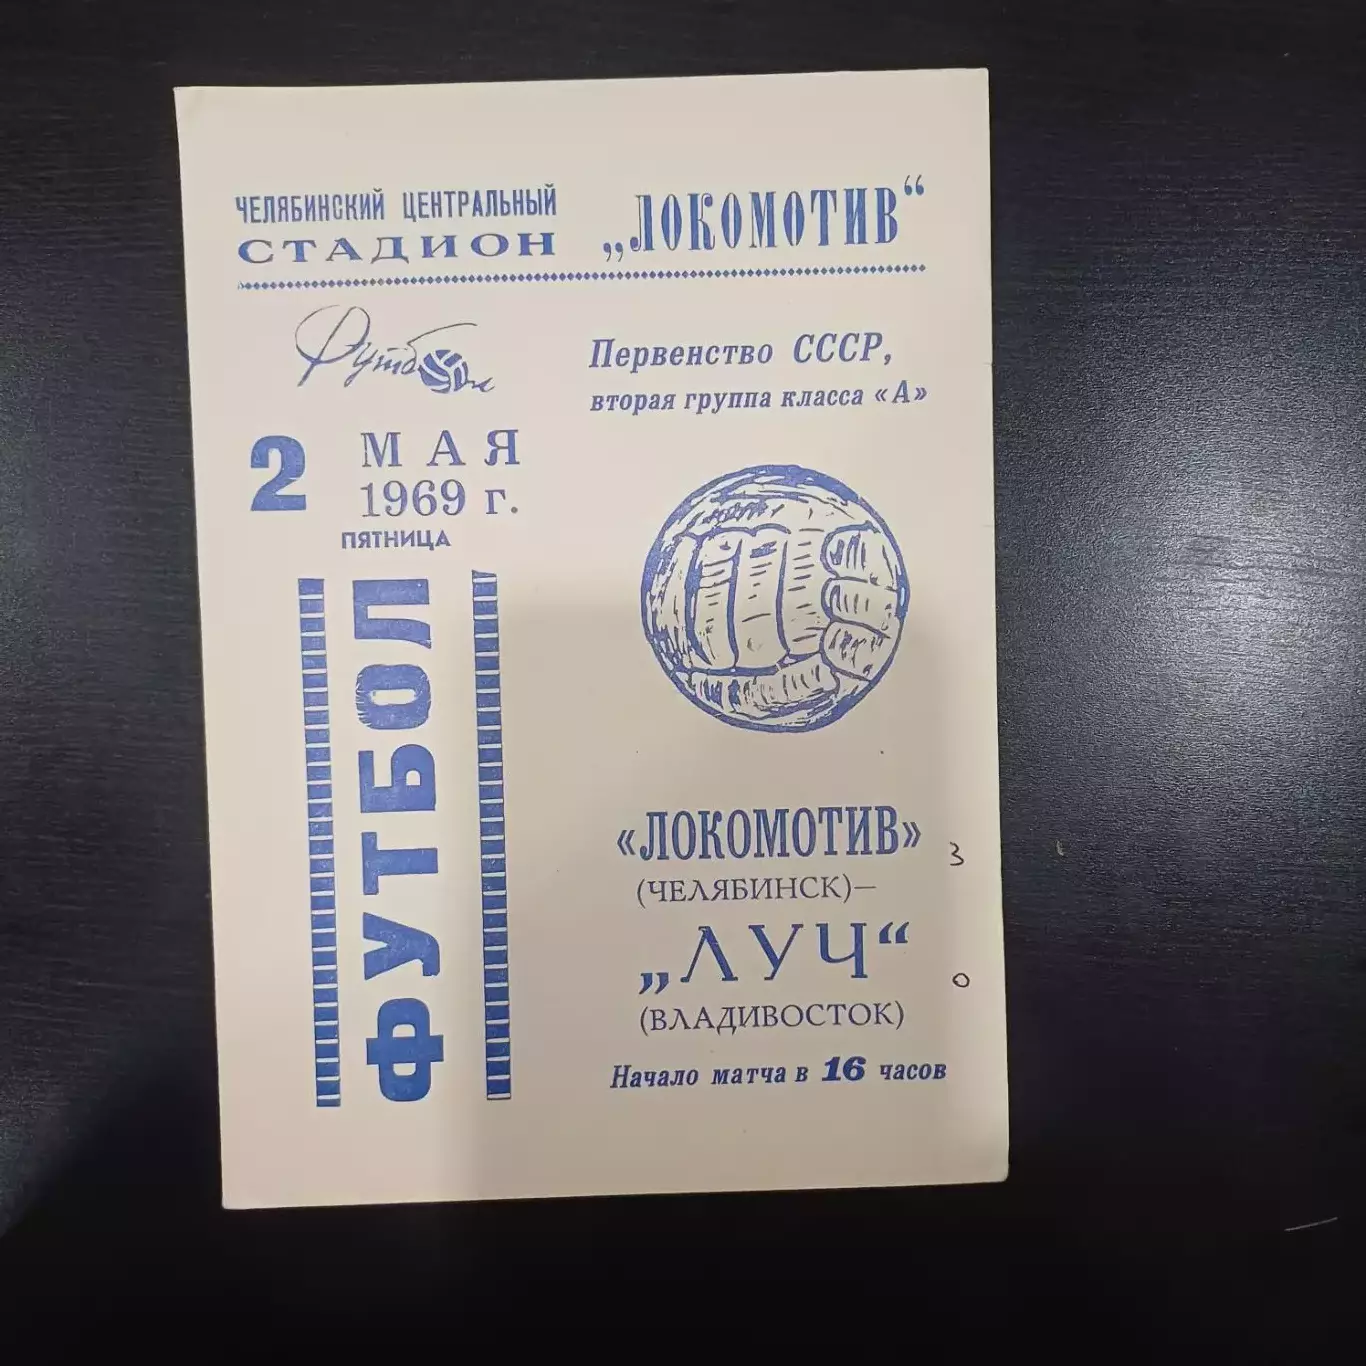 ЧЕЛЯБИНСКИЙ ЦЕНТРАЛЬНЫЙ
СТАДИОН „ЛОКОМОТИВ“
Футбол
Первенство СССР,
вторая группа класса «А»
2 МАЯ
1969 г.
ПЯТНИЦА
ФУТБОЛ
«ЛОКОМОТИВ» 3
(ЧЕЛЯБИНСК)—
„ЛУЧ“ 0
(ВЛАДИВОСТОК)
Начало матча в 16 часов